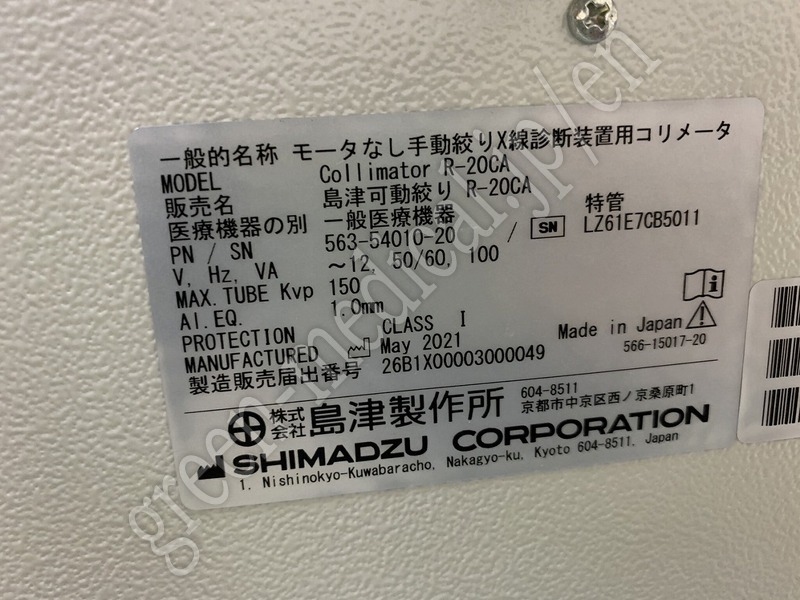 一般的名称 モータなし手動絞りX線診断装置用コリメータ
MODEL Collimator R-20CA
販売名 島津可動絞り R-20CA
医療機器の別 一般医療機器 特管
PN / SN 563-54010-20 / SN LZ61E7CB5011
V, Hz, VA ～12, 50/60, 100
MAX. TUBE Kvp 150
Al. EQ. 1.0mm
PROTECTION CLASS I
MANUFACTURED May 2021 Made in Japan
製造販売届出番号 26B1X00003000049 566-15017-20
株式会社 島津製作所 604-8511 京都市中京区西ノ京桑原町1
SHIMADZU CORPORATION
1, Nishinokyo-Kuwabaracho, Nakagyo-ku, Kyoto 604-8511, Japan
green-medical.jp/en